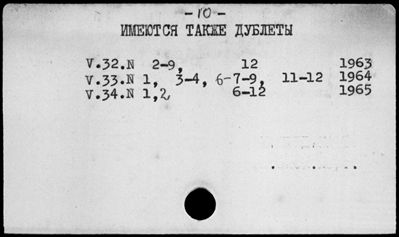 - 10 -
ИМЕЮТСЯ ТАКЖЕ ДУБЛЕТЫ
V.32.N 2-9, 12 1963
V.33.N 1, 3-4, 6-7-9, 11-12 1964
V.34.N 1,2 6-12 1965